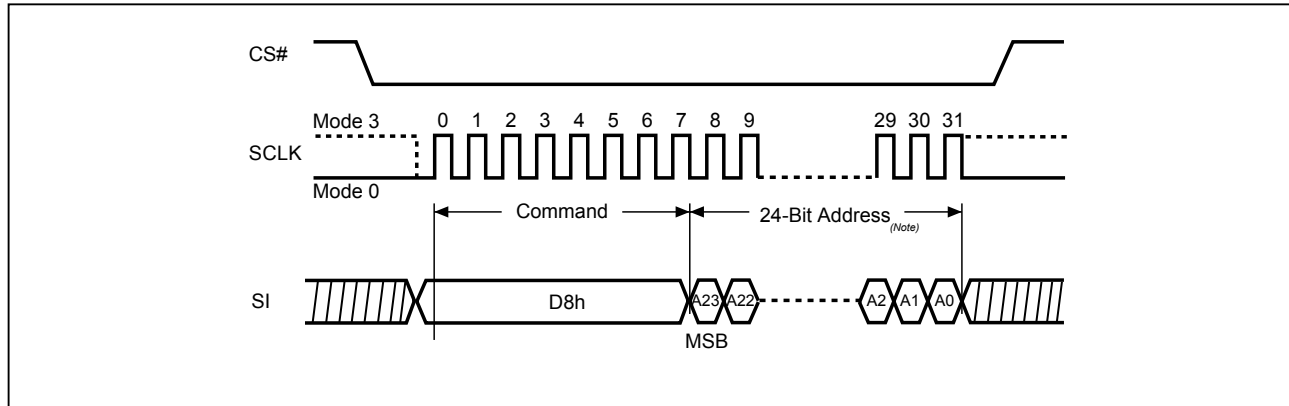 CS#
Mode 3
0 1 2 3 4 5 6 7 8 9 29 30 31
SCLK
Mode 0
Command
24-Bit Address (Note)
SI
D8h
A23 A22 A2 A1 A0
MSB